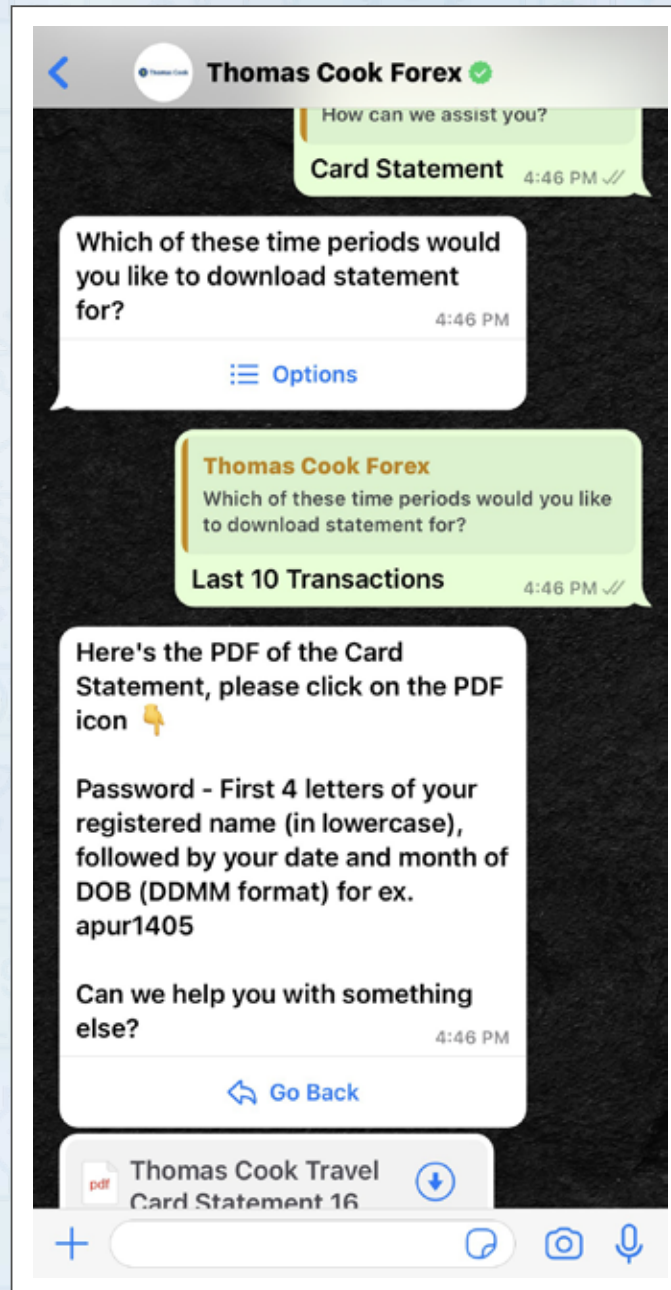 Thomas Cook
Thomas Cook Forex
How can we assist you?
Card Statement 4:46 PM
Which of these time periods would
you like to download statement
for?
4:46 PM
Options
Thomas Cook Forex
Which of these time periods would you like
to download statement for?
Last 10 Transactions 4:46 PM
Here's the PDF of the Card
Statement, please click on the PDF
icon 👇
Password - First 4 letters of your
registered name (in lowercase),
followed by your date and month of
DOB (DDMM format) for ex.
apur1405
Can we help you with something
else?
4:46 PM
Go Back
pdf
Thomas Cook Travel
Card Statement 16